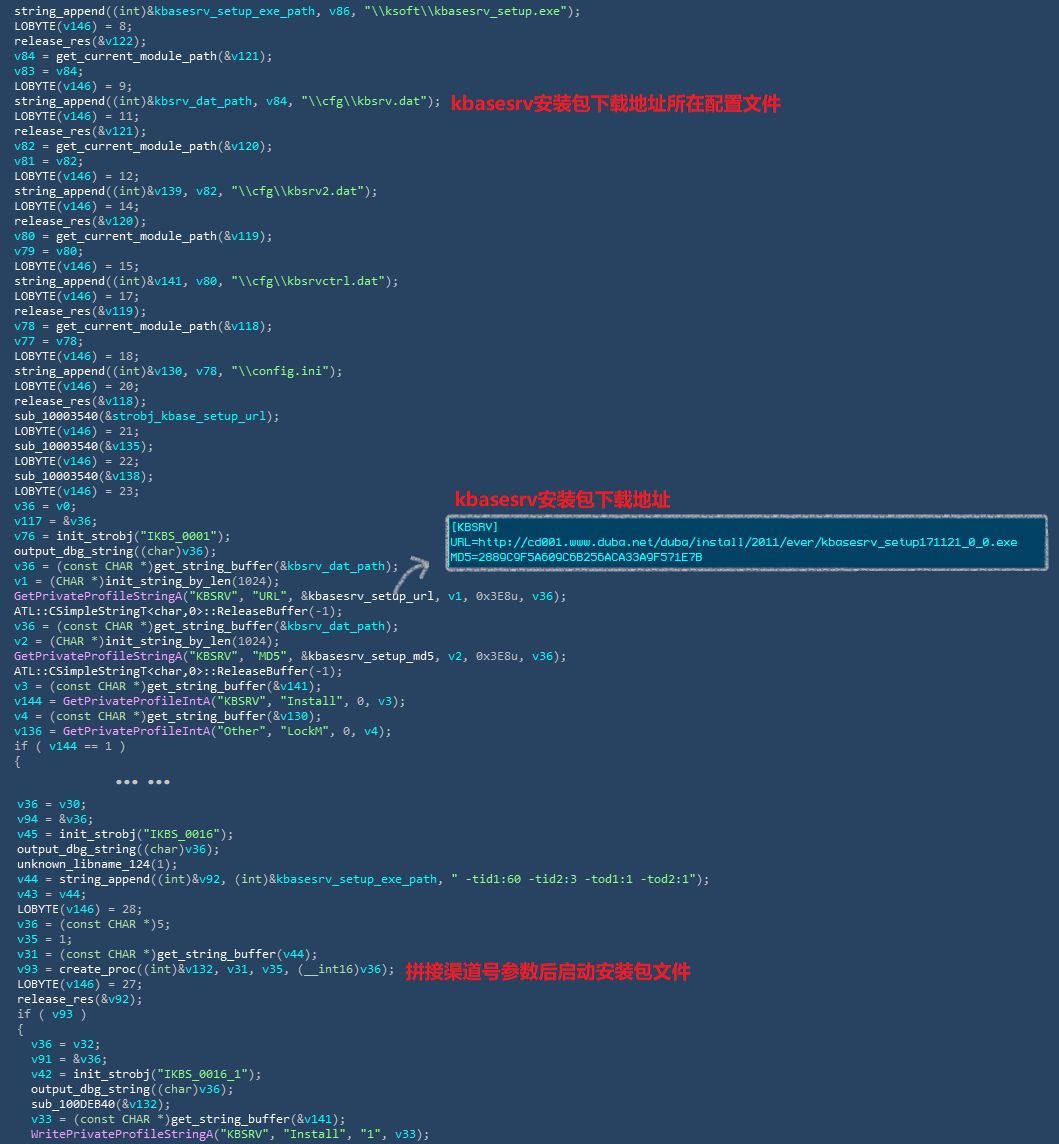 string_append((int)&kbasesrv_setup_exe_path, v86, "\\ksoft\\kbasesrv_setup.exe");
LOBYTE(v146) = 8;
release_res(&v122);
v84 = get_current_module_path(&v121);
v83 = v84;
LOBYTE(v146) = 9;
string_append((int)&kbsrv_dat_path, v84, "\\cfg\\kbsrv.dat"); kbasesrv安装包下载地址所在配置文件
LOBYTE(v146) = 11;
release_res(&v121);
v82 = get_current_module_path(&v120);
v81 = v82;
LOBYTE(v146) = 12;
string_append((int)&v139, v82, "\\cfg\\kbsrv2.dat");
LOBYTE(v146) = 14;
release_res(&v120);
v80 = get_current_module_path(&v119);
v79 = v80;
LOBYTE(v146) = 15;
string_append((int)&v141, v80, "\\cfg\\kbsrvctrl.dat");
LOBYTE(v146) = 17;
release_res(&v119);
v78 = get_current_module_path(&v118);
v77 = v78;
LOBYTE(v146) = 18;
string_append((int)&v130, v78, "\\config.ini");
LOBYTE(v146) = 20;
release_res(&v118);
sub_10003540(&strobj_kbase_setup_url);
LOBYTE(v146) = 21;
sub_10003540(&v135);
LOBYTE(v146) = 22;
sub_10003540(&v138);
LOBYTE(v146) = 23;
v36 = v0;
v117 = &v36;
v76 = init_strobj("IKBS_0001");
output_dbg_string((char)v36);
kbasesrv安装包下载地址
[KBSRV]
URL=http://cd001.www.duba.net/duba/install/2011/ever/kbasesrv_setup171121_0_0.exe
MD5=2889C9F5A609C6B256ACA33A9F571E7B
v36 = (const CHAR *)get_string_buffer(&kbsrv_dat_path);
v1 = (CHAR *)init_string_by_len(1024);
GetPrivateProfileStringA("KBSRV", "URL", &kbasesrv_setup_url, v1, 0x3E8u, v36);
ATL::CSimpleStringT<char,0>::ReleaseBuffer(-1);
v36 = (const CHAR *)get_string_buffer(&kbsrv_dat_path);
v2 = (CHAR *)init_string_by_len(1024);
GetPrivateProfileStringA("KBSRV", "MD5", &kbasesrv_setup_md5, v2, 0x3E8u, v36);
ATL::CSimpleStringT<char,0>::ReleaseBuffer(-1);
v3 = (const CHAR *)get_string_buffer(&v141);
v144 = GetPrivateProfileIntA("KBSRV", "Install", 0, v3);
v4 = (const CHAR *)get_string_buffer(&v130);
v136 = GetPrivateProfileIntA("Other", "LockM", 0, v4);
if ( v144 == 1 )
{
••• •••
v36 = v30;
v94 = &v36;
v45 = init_strobj("IKBS_0016");
output_dbg_string((char)v36);
unknown_libname_124(1);
v44 = string_append((int)&v92, (int)&kbasesrv_setup_exe_path, " -tid1:60 -tid2:3 -tod1:1 -tod2:1");
v43 = v44;
LOBYTE(v146) = 28;
v36 = (const CHAR *)5;
v35 = 1;
v31 = (const CHAR *)get_string_buffer(v44);
v93 = create_proc((int)&v132, v31, v35, (__int16)v36); 拼接渠道号参数后启动安装包文件
LOBYTE(v146) = 27;
release_res(&v92);
if ( v93 )
{
v36 = v32;
v91 = &v36;
v42 = init_strobj("IKBS_0016_1");
output_dbg_string((char)v36);
sub_100DEB40(&v132);
v33 = (const CHAR *)get_string_buffer(&v141);
WritePrivateProfileStringA("KBSRV", "Install", "1", v33);